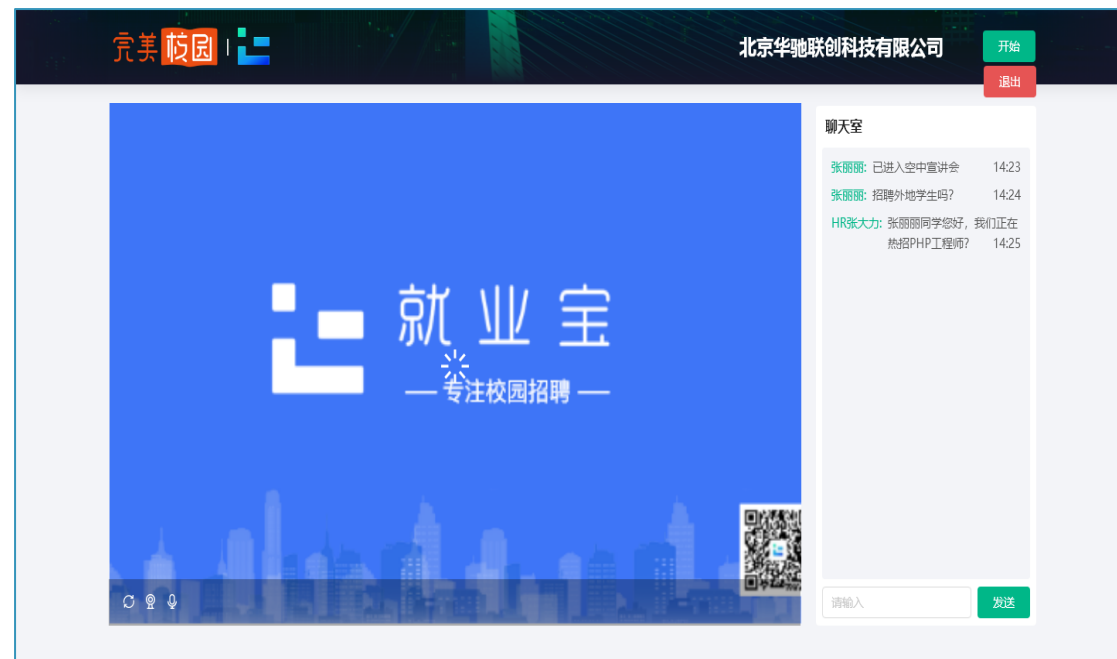 完美校园
北京华驰联创科技有限公司
开始
退出
就业宝
专注校园招聘
聊天室
张丽丽: 已进入空中宣讲会 14:23
张丽丽: 招聘外地学生吗? 14:24
HR张大力: 张丽丽同学您好，我们正在
热招PHP工程师? 14:25
请输入
发送